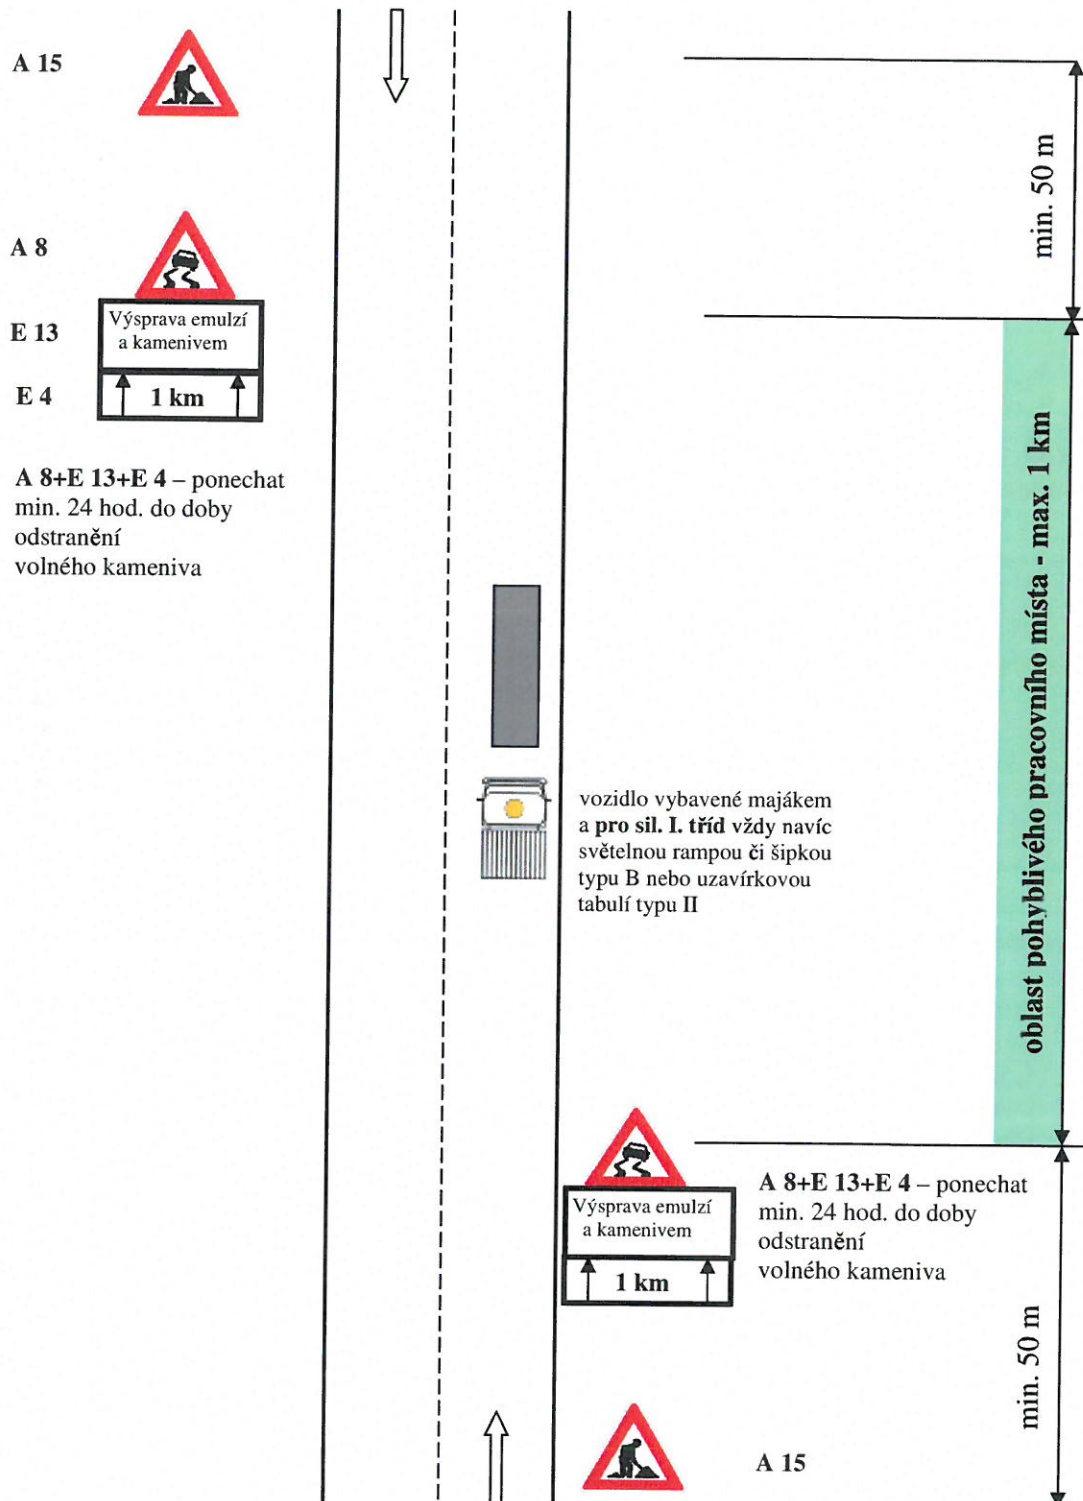 A 15
min. 50 m
A 8
E 13
Výsprava emulzí
a kamenivem
E 4
1 km
A 8+E 13+E 4 – ponechat
min. 24 hod. do doby
odstranění
volného kameniva
oblast pohyblivého pracovního místa - max. 1 km
vozidlo vybavené majákem
a pro sil. I. tříd vždy navíc
světelnou rampou či šipkou
typu B nebo uzavírkovou
tabulí typu II
Výsprava emulzí
a kamenivem
1 km
A 8+E 13+E 4 – ponechat
min. 24 hod. do doby
odstranění
volného kameniva
min. 50 m
A 15